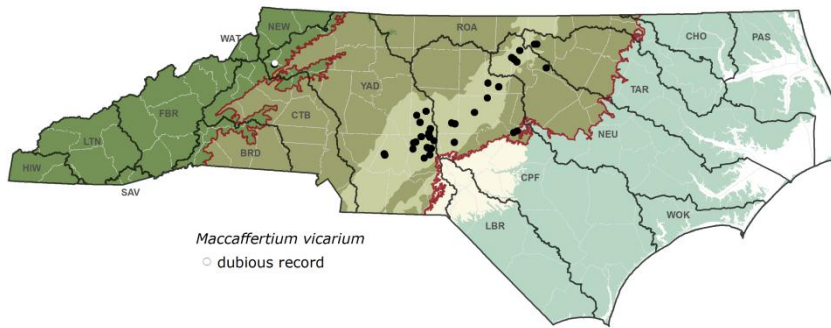 NEW
ROA
CHO
PAS
WAT
YAD
TAR
FBR
CTB
LTN
NEU
BRD
HIW
CPF
SAV
WOK
LBR
Maccaffertium vicarium
dubious record